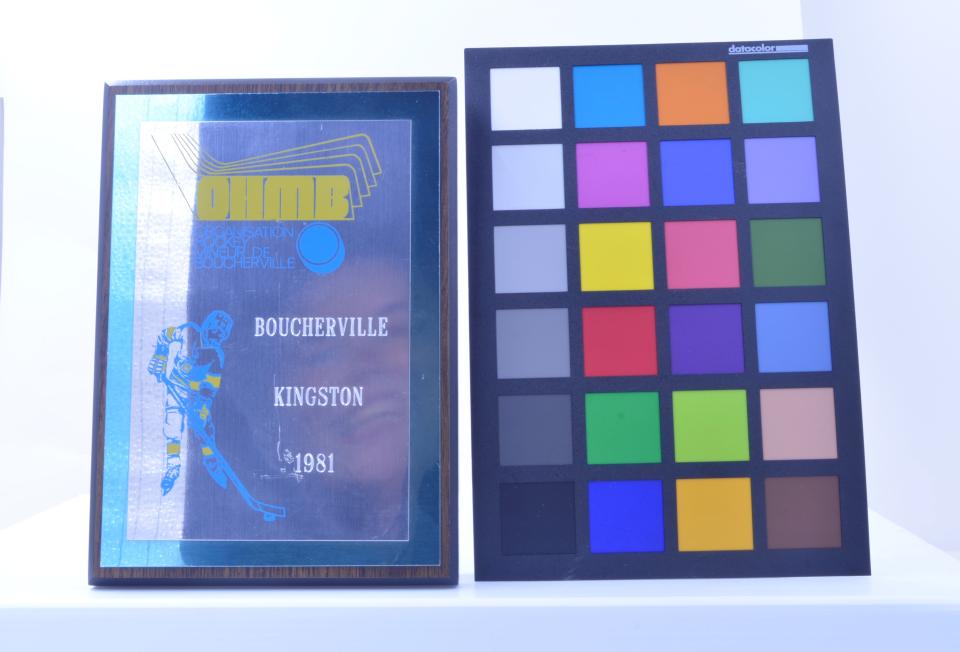 OHMB
ORGANISATION
HOCKEY
MINEUR DE
BOUCHERVILLE
BOUCHERVILLE
KINGSTON
1981
datacolor